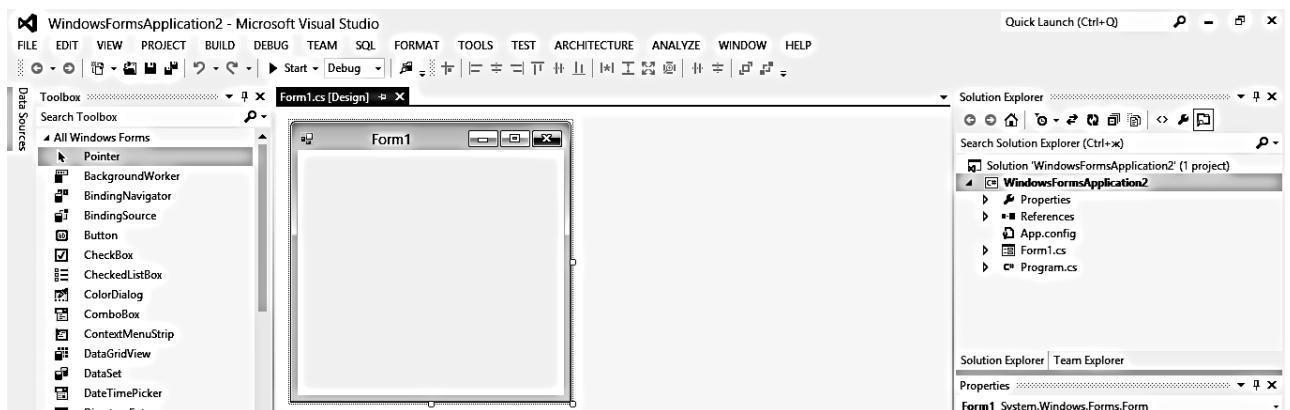 WindowsFormsApplication2 - Microsoft Visual Studio
Quick Launch (Ctrl+Q)
FILE EDIT VIEW PROJECT BUILD DEBUG TEAM SQL FORMAT TOOLS TEST ARCHITECTURE ANALYZE WINDOW HELP
Start Debug
Data Sources
Toolbox
Search Toolbox
All Windows Forms
Pointer
BackgroundWorker
BindingNavigator
BindingSource
Button
CheckBox
CheckedListBox
ColorDialog
ComboBox
ContextMenuStrip
DataGridView
DataSet
DateTimePicker
Form1.cs [Design]
Form1
Solution Explorer
Search Solution Explorer (Ctrl+ж)
Solution 'WindowsFormsApplication2' (1 project)
WindowsFormsApplication2
Properties
References
App.config
Form1.cs
Program.cs
Solution Explorer Team Explorer
Properties
Form1 System.Windows.Forms.Form